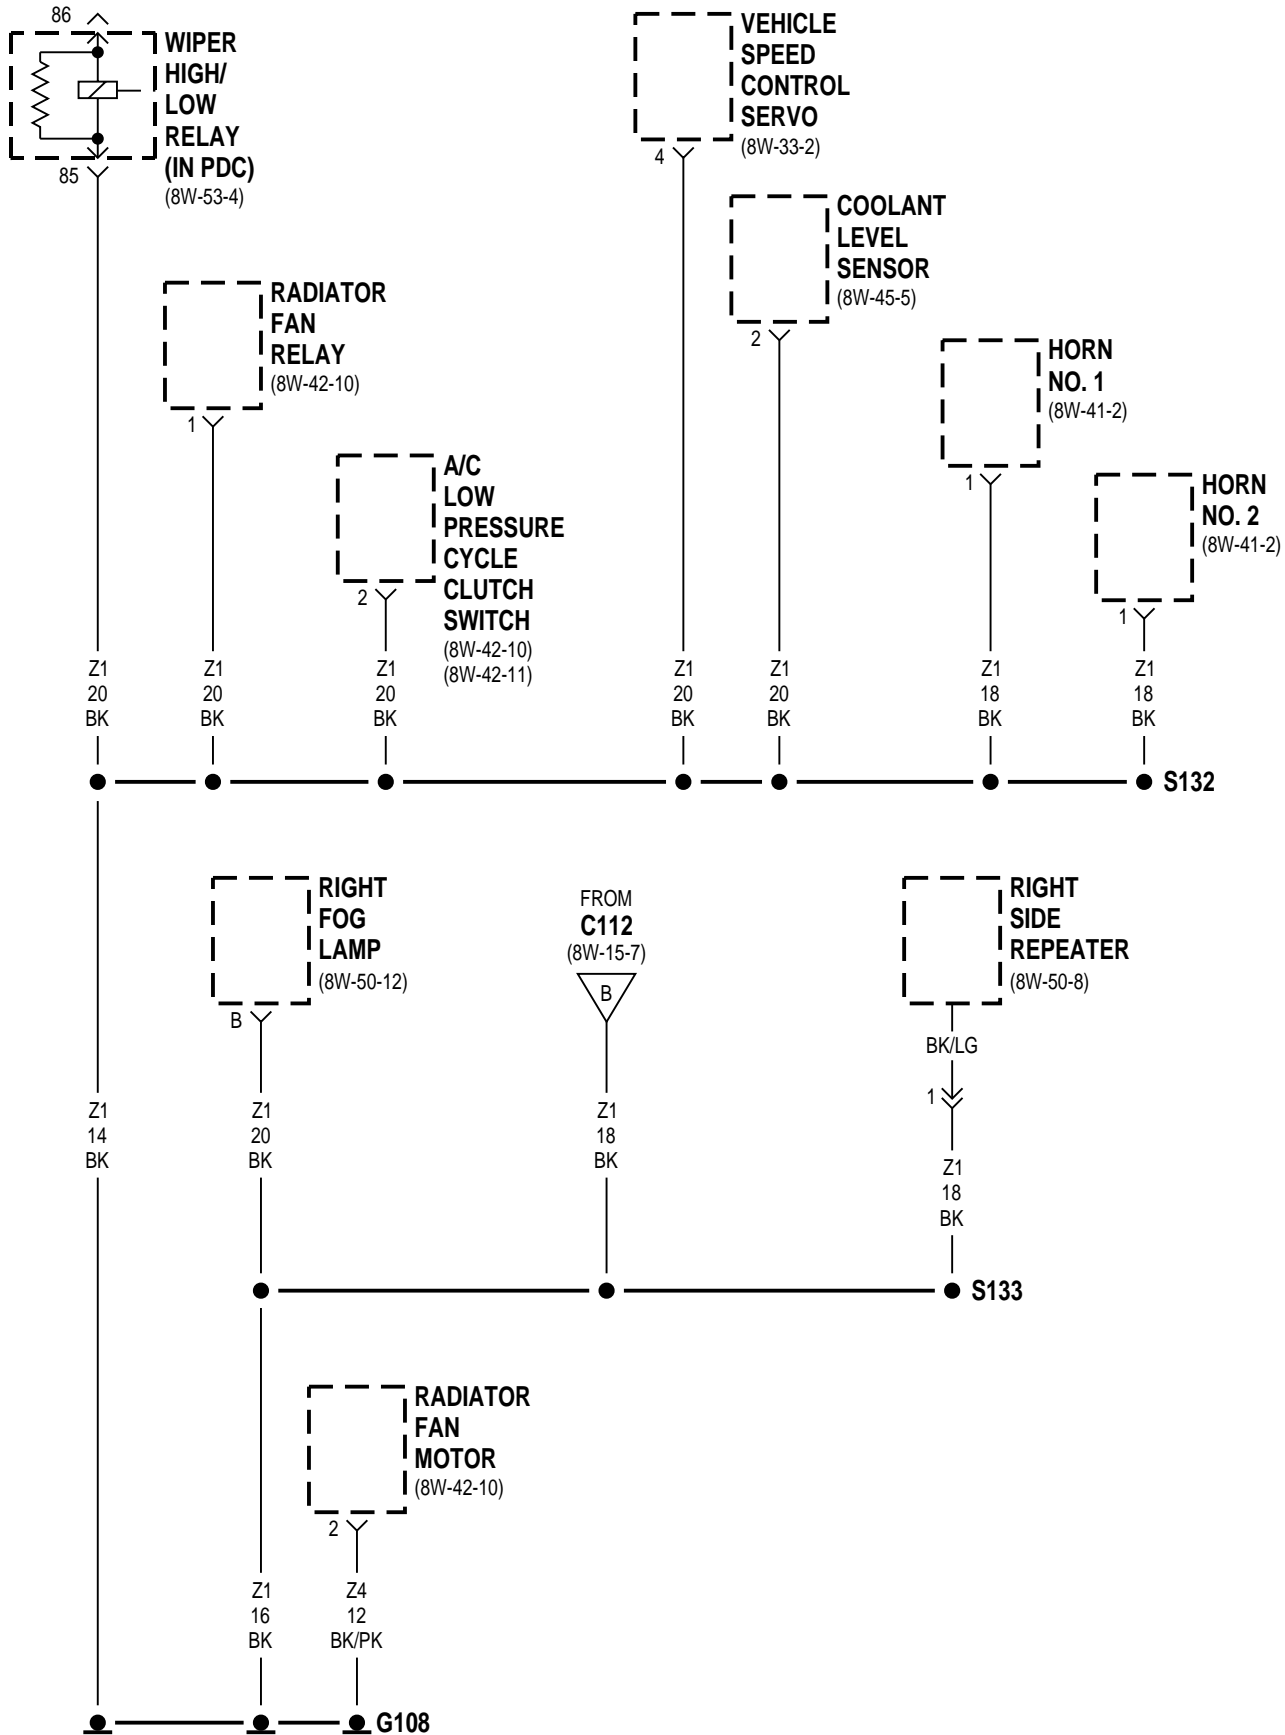 86
WIPER
HIGH/
LOW
RELAY
(IN PDC)
(8W-53-4)
85
VEHICLE
SPEED
CONTROL
SERVO
(8W-33-2)
4
COOLANT
LEVEL
SENSOR
(8W-45-5)
2
RADIATOR
FAN
RELAY
(8W-42-10)
1
HORN
NO. 1
(8W-41-2)
1
A/C
LOW
PRESSURE
CYCLE
CLUTCH
SWITCH
(8W-42-10)
(8W-42-11)
2
HORN
NO. 2
(8W-41-2)
1
Z1 Z1 Z1 Z1 Z1 Z1 Z1
20 20 20 20 20 18 18
BK BK BK BK BK BK BK
S132
RIGHT
FOG
LAMP
(8W-50-12)
B
FROM
C112
(8W-15-7)
B
RIGHT
SIDE
REPEATER
(8W-50-8)
BK/LG
1
Z1 Z1 Z1
14 20 18
BK BK BK
Z1
18
BK
S133
RADIATOR
FAN
MOTOR
(8W-42-10)
2
Z1 Z4
16 12
BK BK/PK
G108